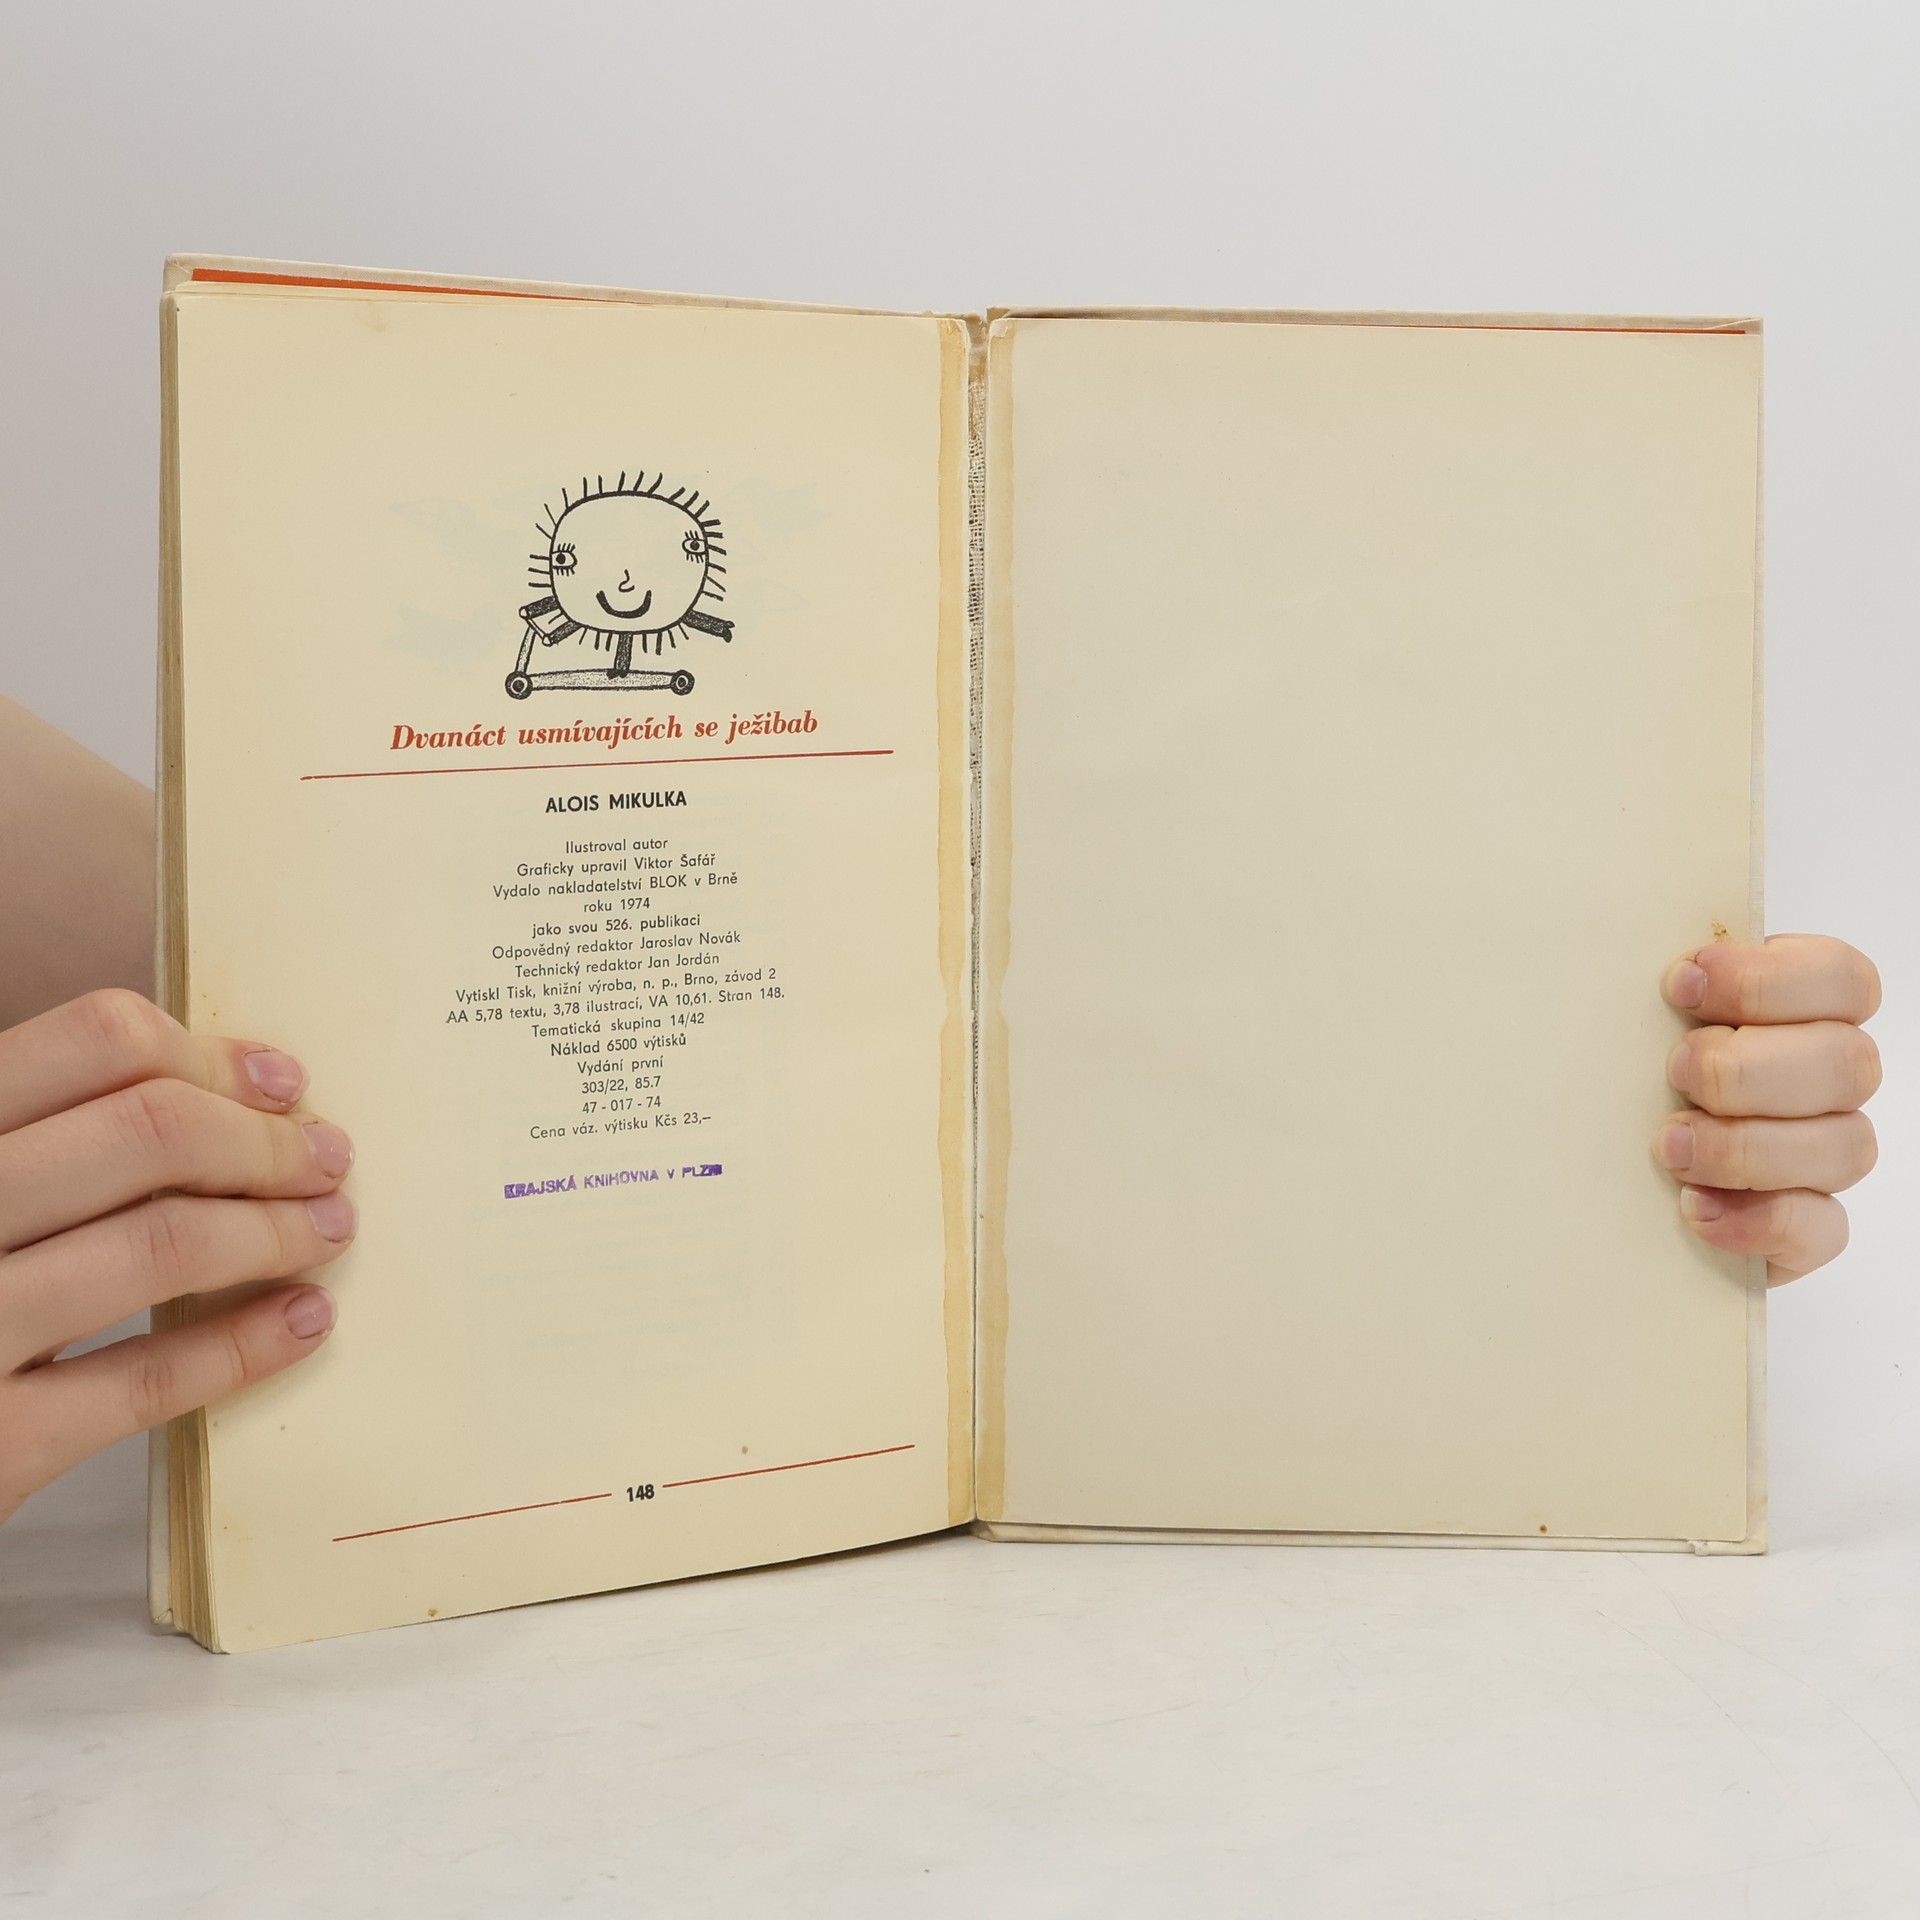 Dvanáct usmívajících se ježibab
ALOIS MIKULKA
Ilustroval autor
Graficky upravil Viktor Šafář
Vydalo nakladatelství BLOK v Brně
roku 1974
jako svou 526. publikaci
Odpovědný redaktor Jaroslav Novák
Technický redaktor Jan Jordán
Vytiskl Tisk, knižní výroba, n. p., Brno, závod 2
AA 5,78 textu, 3,78 ilustrací, VA 10,61. Stran 148.
Tematická skupina 14/42
Náklad 6500 výtisků
Vydání první
303/22, 85.7
47 - 017 - 74
Cena váz. výtisku Kčs 23,—
KRAJSKÁ KNIHOVNA V PLZNI
148